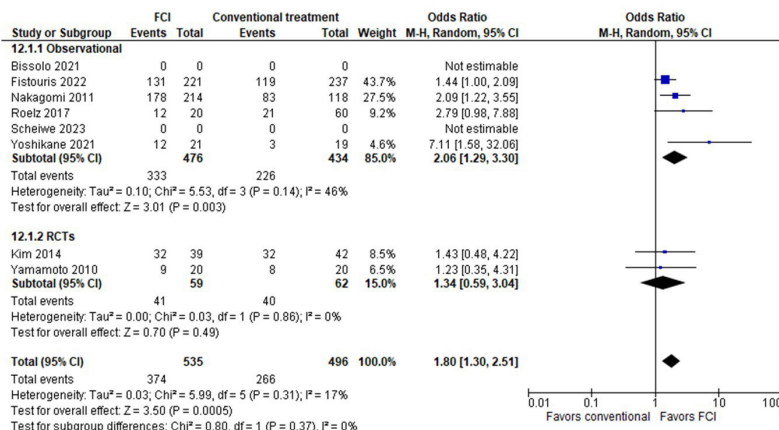 FCI Conventional treatment Odds Ratio Odds Ratio
Study or Subgroup Events Total Events Total Weight M-H, Random, 95% CI M-H, Random, 95% CI
12.1.1 Observational
Bissolo 2021 0 0 0 0 Not estimable
Fistouris 2022 131 221 119 237 43.7% 1.44 [1.00, 2.09]
Nakagomi 2011 178 214 83 118 27.5% 2.09 [1.22, 3.55]
Roelz 2017 12 20 21 60 9.2% 2.79 [0.98, 7.88]
Scheiwe 2023 0 0 0 0 Not estimable
Yoshikane 2021 12 21 3 19 4.6% 7.11 [1.58, 32.06]
Subtotal (95% CI) 476 434 85.0% 2.06 [1.29, 3.30]
Total events 333 226
Heterogeneity: Tau² = 0.10; Chi² = 5.53, df = 3 (P = 0.14); I² = 46%
Test for overall effect: Z = 3.01 (P = 0.003)
12.1.2 RCTs
Kim 2014 32 39 32 42 8.5% 1.43 [0.48, 4.22]
Yamamoto 2010 9 20 8 20 6.5% 1.23 [0.35, 4.31]
Subtotal (95% CI) 59 62 15.0% 1.34 [0.59, 3.04]
Total events 41 40
Heterogeneity: Tau² = 0.00; Chi² = 0.03, df = 1 (P = 0.86); I² = 0%
Test for overall effect: Z = 0.70 (P = 0.49)
Total (95% CI) 535 496 100.0% 1.80 [1.30, 2.51]
Total events 374 266
Heterogeneity: Tau² = 0.03; Chi² = 5.99, df = 5 (P = 0.31); I² = 17%
Test for overall effect: Z = 3.50 (P = 0.0005)
Test for subgroup differences: Chi² = 0.80, df = 1 (P = 0.37), I² = 0%
0.01 0.1 1 10 100
Favors conventional Favors FCI